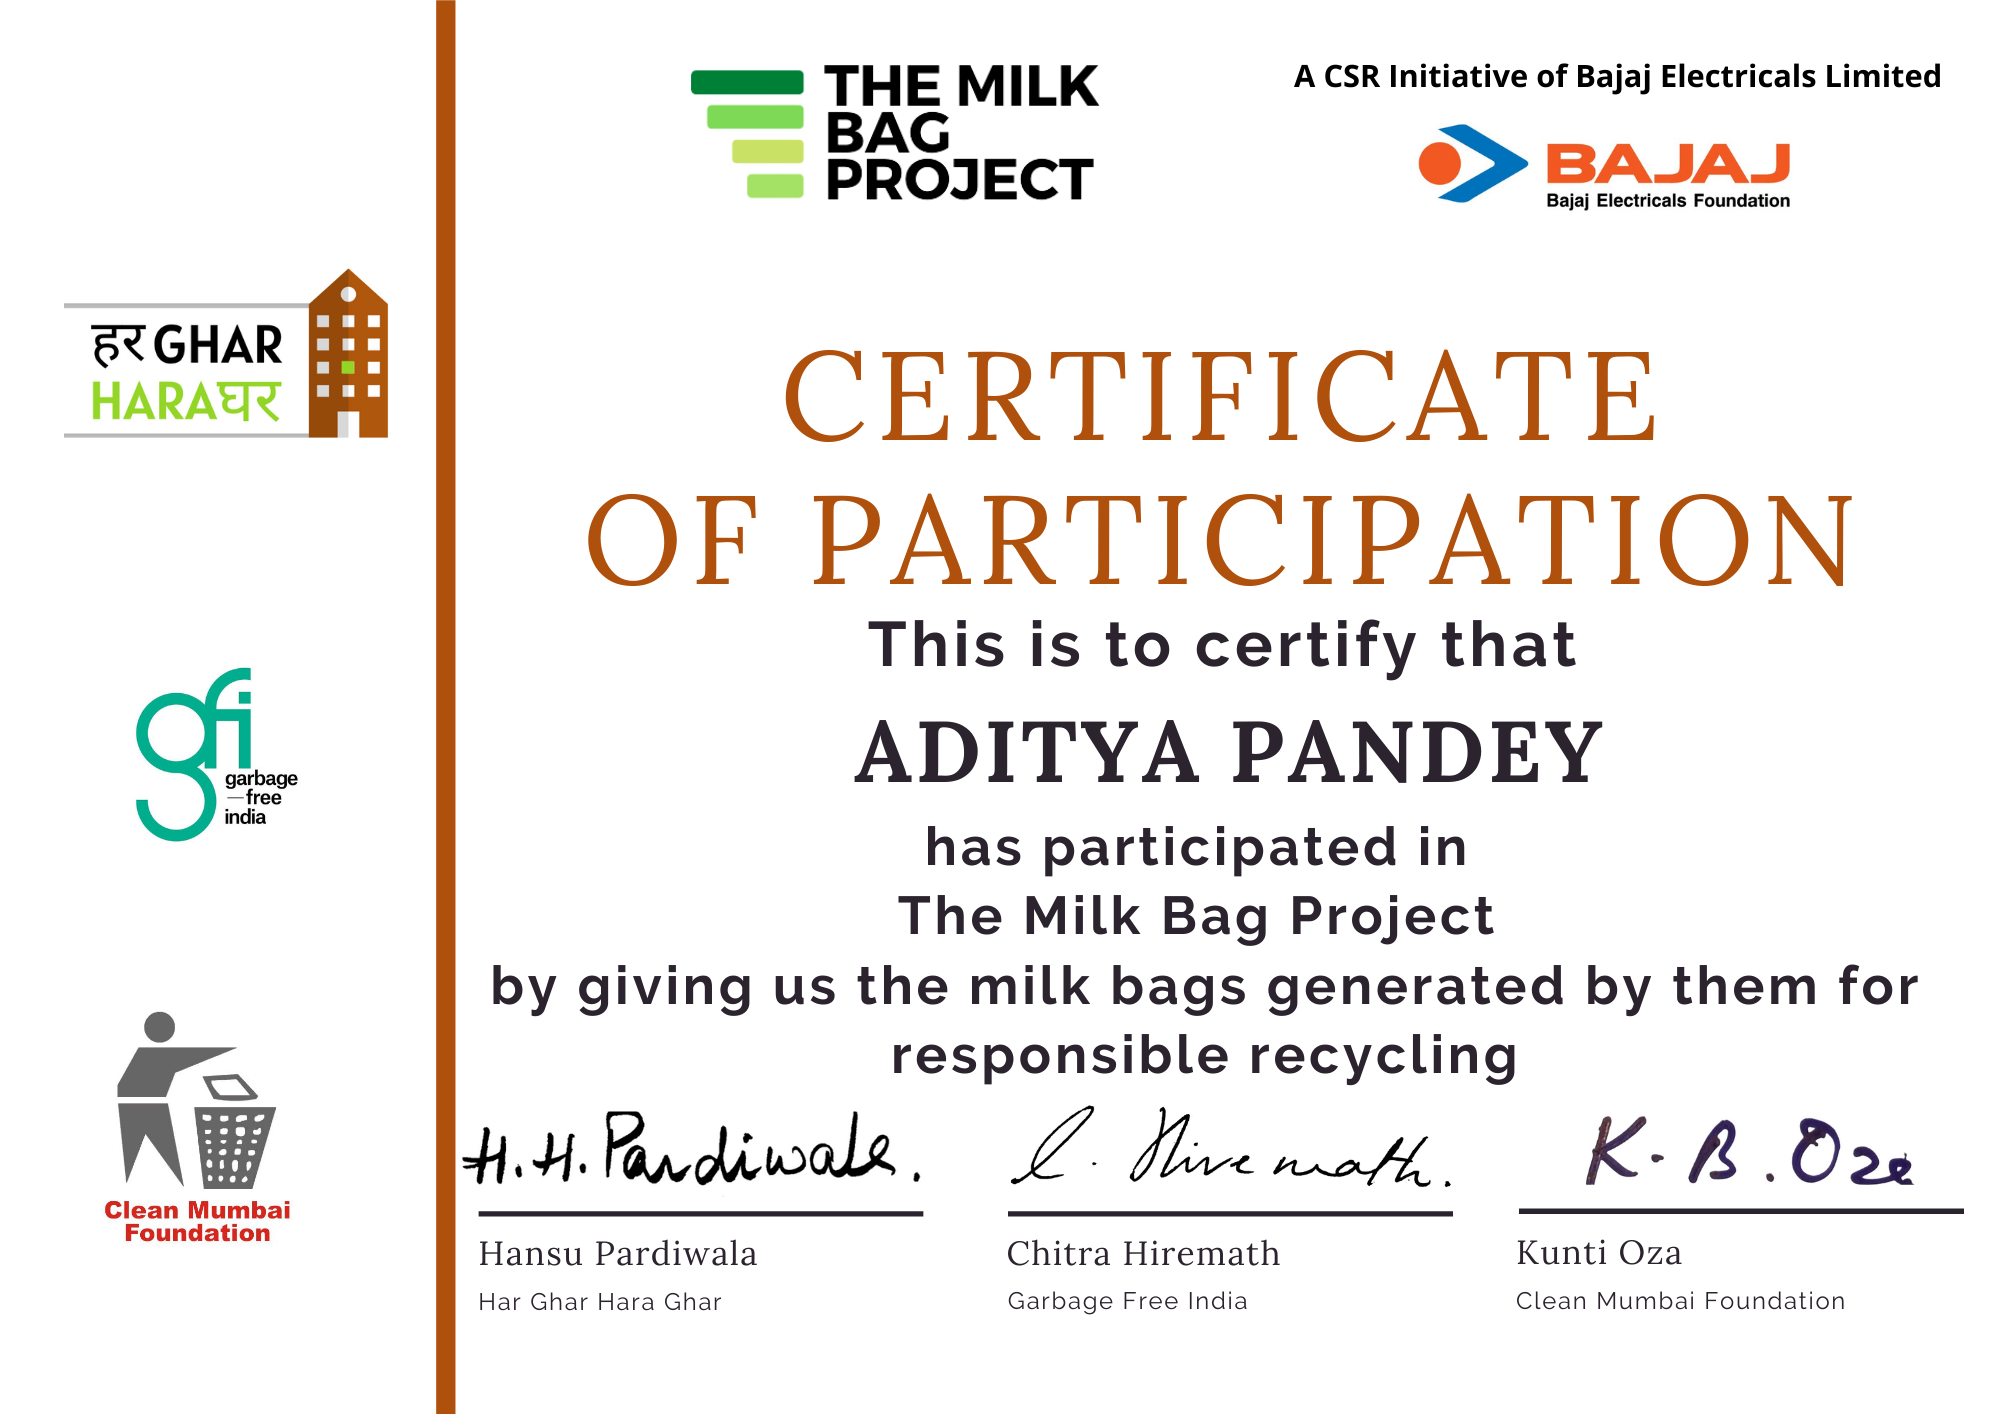 THE MILK
BAG
PROJECT
A CSR Initiative of Bajaj Electricals Limited
BAJAJ
Bajaj Electricals Foundation
हर GHAR
HARA घर
gfi
garbage
—free
india
Clean Mumbai
Foundation
CERTIFICATE
OF PARTICIPATION
This is to certify that
ADITYA PANDEY
has participated in
The Milk Bag Project
by giving us the milk bags generated by them for
responsible recycling
H. H. Pardiwala.
C. Hiremath.
K. B. Oza
Hansu Pardiwala
Har Ghar Hara Ghar
Chitra Hiremath
Garbage Free India
Kunti Oza
Clean Mumbai Foundation